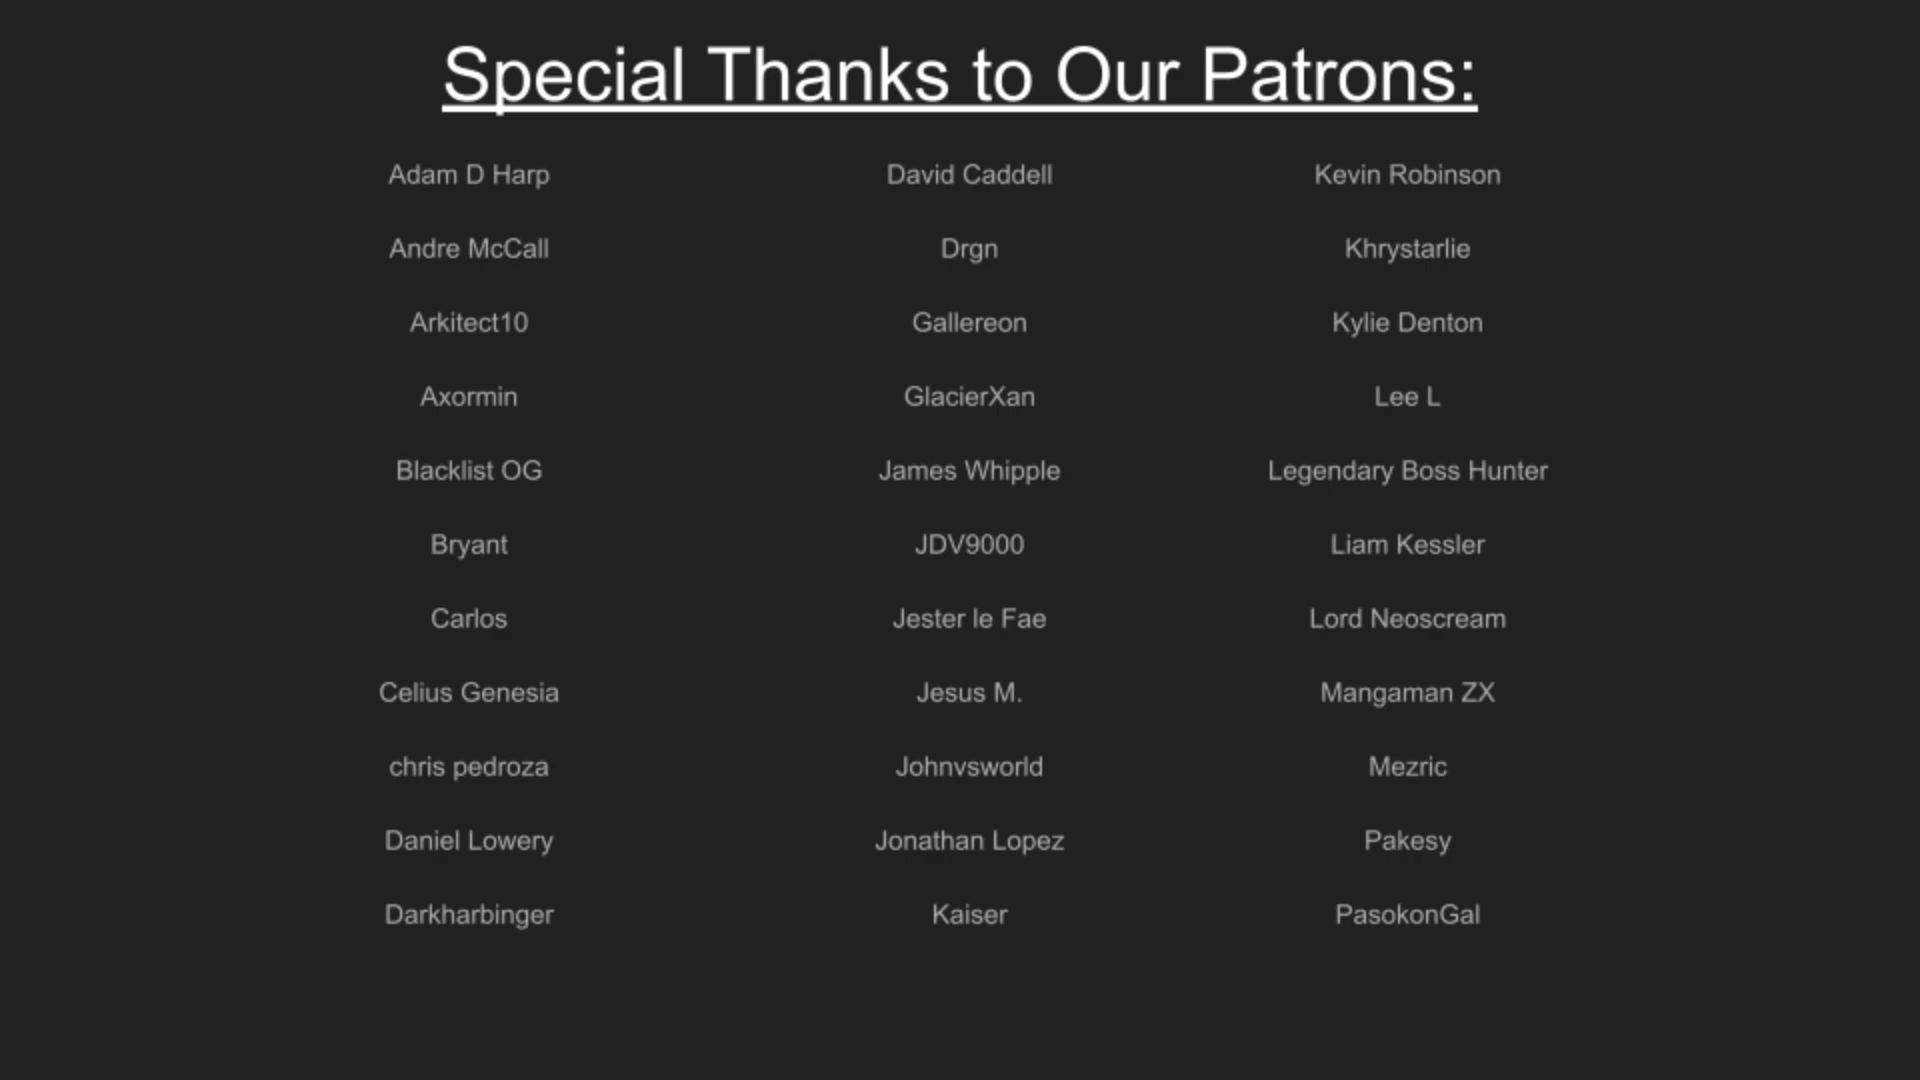 Special Thanks to Our Patrons:
Adam D Harp
Andre McCall
Arkitect10
Axormin
Blacklist OG
Bryant
Carlos
Celius Genesia
chris pedroza
Daniel Lowery
Darkharbinger
David Caddell
Drgn
Gallereon
GlacierXan
James Whipple
JDV9000
Jester le Fae
Jesus M.
Johnvsworld
Jonathan Lopez
Kaiser
Kevin Robinson
Khrystarlie
Kylie Denton
Lee L
Legendary Boss Hunter
Liam Kessler
Lord Neoscream
Mangaman ZX
Mezric
Pakesy
PasokonGal